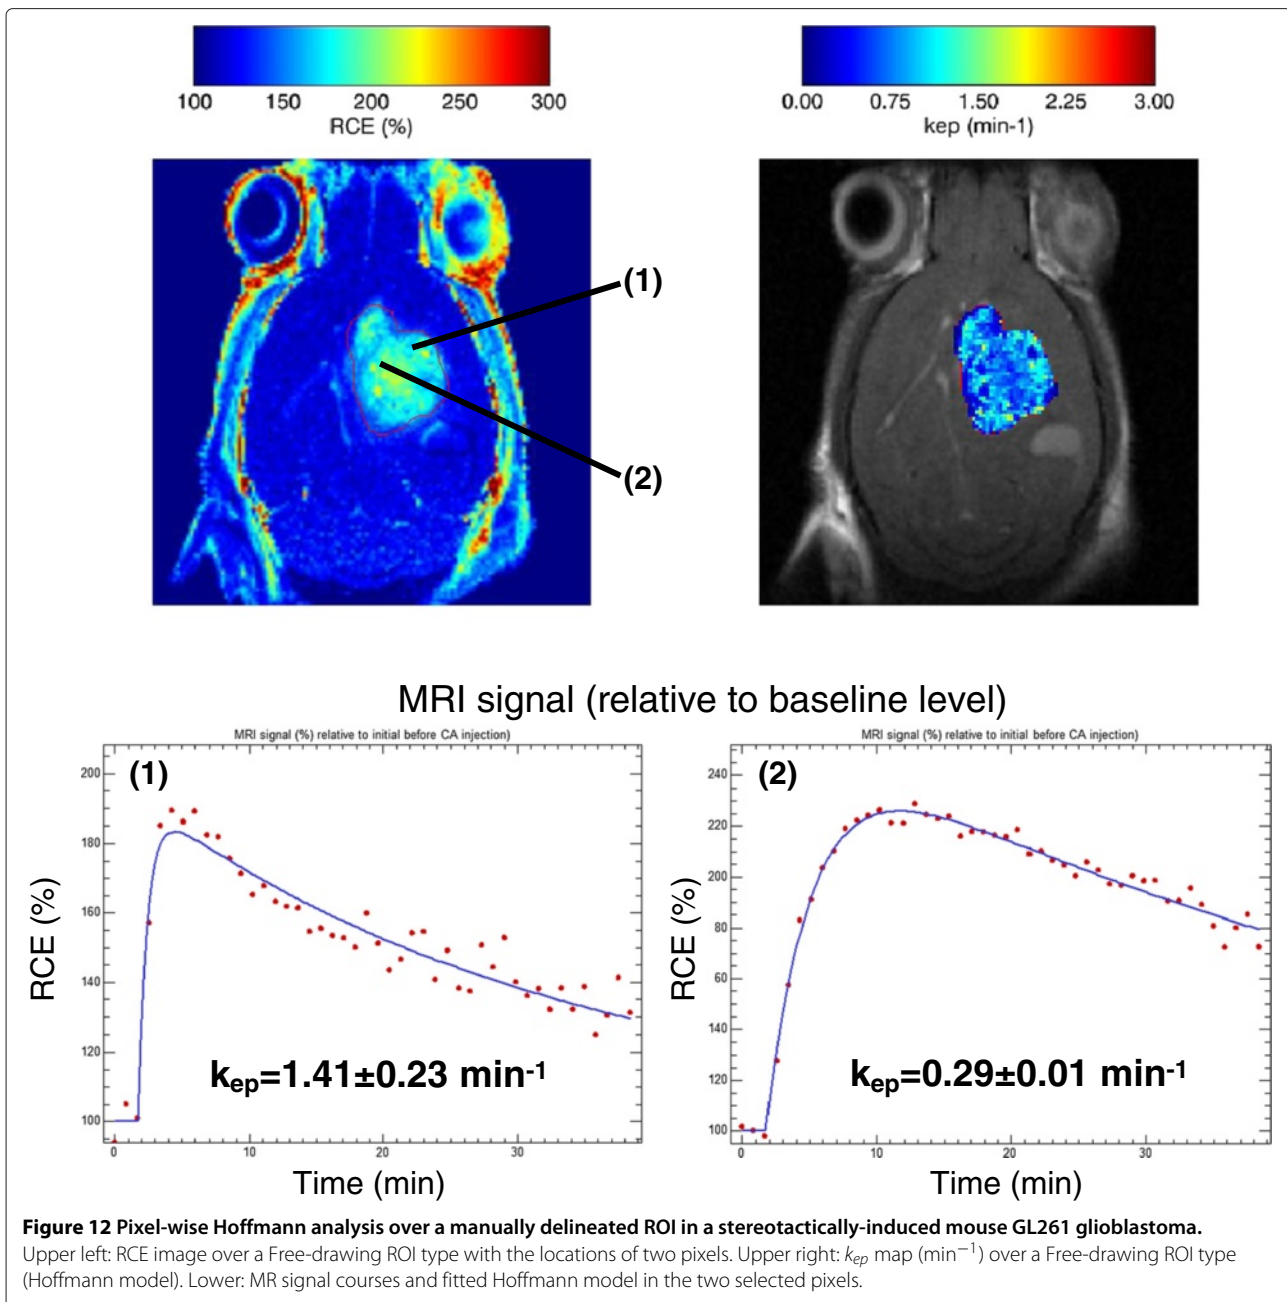 100 150 200 250 300
RCE (%)
0.00 0.75 1.50 2.25 3.00
kep (min-1)
(1)
(2)
MRI signal (relative to baseline level)
MRI signal (%) relative to initial before CA injection)
(1)
200
180
160
140
120
100
RCE (%)
kep=1.41±0.23 min-1
0 10 20 30
Time (min)
MRI signal (%) relative to initial before CA injection)
(2)
240
220
200
80
60
140
120
100
RCE (%)
kep=0.29±0.01 min-1
0 10 20 30
Time (min)
Figure 12 Pixel-wise Hoffmann analysis over a manually delineated ROI in a stereotactically-induced mouse GL261 glioblastoma.
Upper left: RCE image over a Free-drawing ROI type with the locations of two pixels. Upper right: kep map (min−1) over a Free-drawing ROI type
(Hoffmann model). Lower: MR signal courses and fitted Hoffmann model in the two selected pixels.